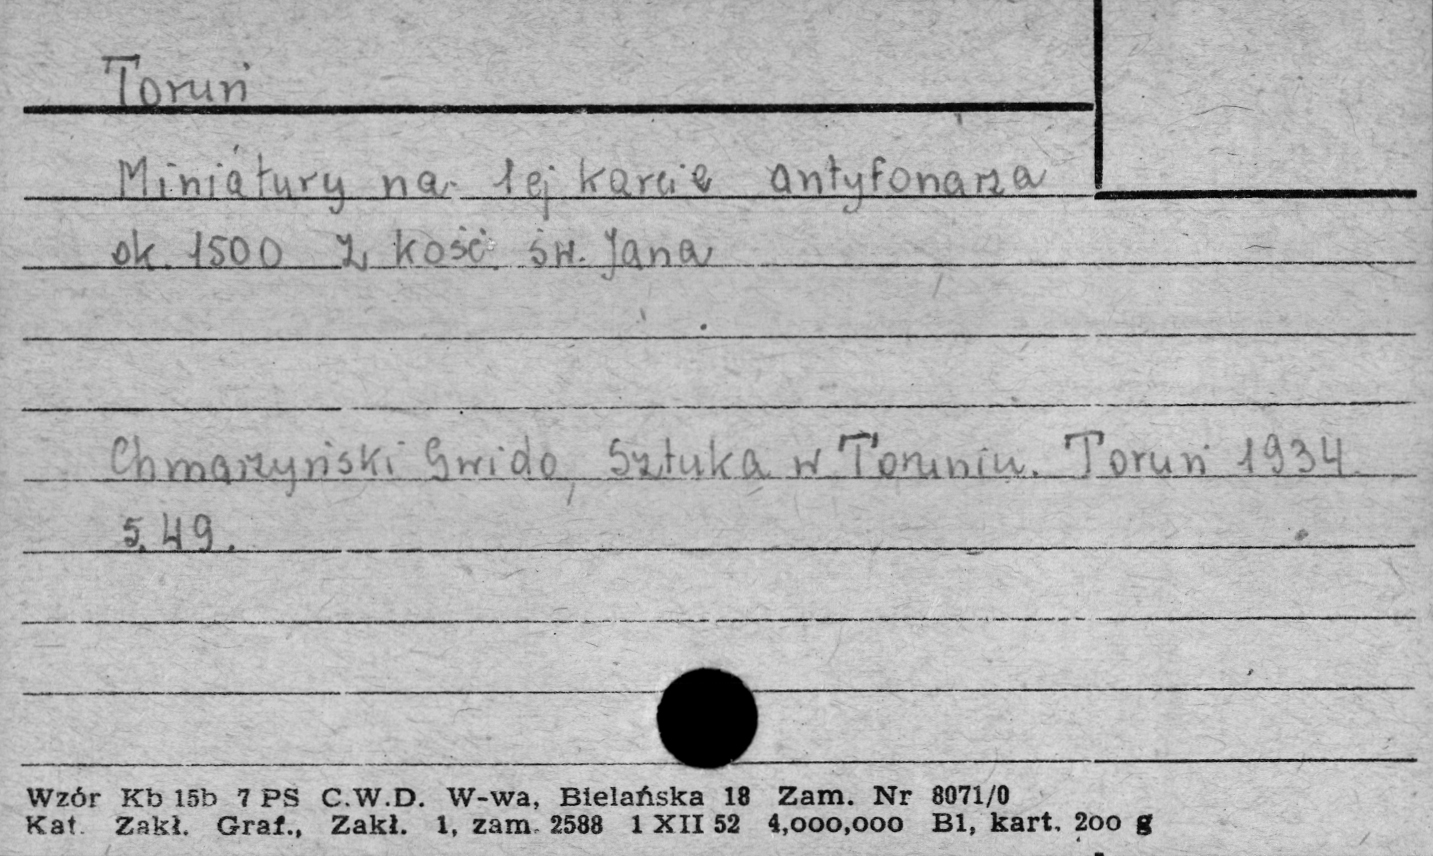 Toruń
Miniatury na 1ej karcie antyfonarza
ok. 1500 z kość. św. Jana
Chmarzyński Gwido, Sztuka w Toruniu. Toruń 1934
s. 49.
Wzór Kb 15b 7 PS C.W.D. W-wa, Bielańska 18 Zam. Nr 8071/0
Kat. Zakł. Graf., Zakł. 1, zam. 2588 1 XII 52 4,000,000 B1, kart. 200 g